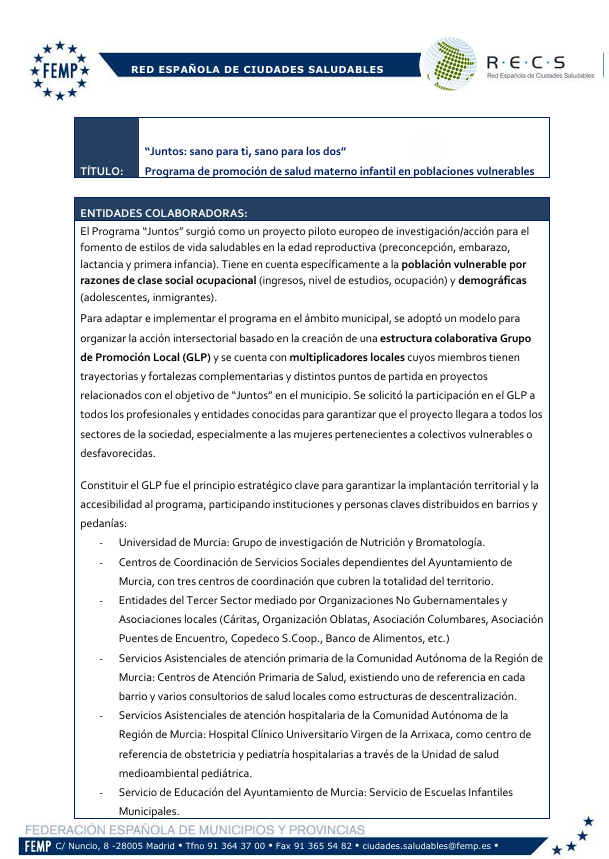 FEMP
RED ESPAÑOLA DE CIUDADES SALUDABLES
R·E·C·S
Red Española de Ciudades Saludables
TÍTULO:
“Juntos: sano para ti, sano para los dos”
Programa de promoción de salud materno infantil en poblaciones vulnerables
ENTIDADES COLABORADORAS:
El Programa “Juntos” surgió como un proyecto piloto europeo de investigación/acción para el
fomento de estilos de vida saludables en la edad reproductiva (preconcepción, embarazo,
lactancia y primera infancia). Tiene en cuenta específicamente a la población vulnerable por
razones de clase social ocupacional (ingresos, nivel de estudios, ocupación) y demográficas
(adolescentes, inmigrantes).
Para adaptar e implementar el programa en el ámbito municipal, se adoptó un modelo para
organizar la acción intersectorial basado en la creación de una estructura colaborativa Grupo
de Promoción Local (GLP) y se cuenta con multiplicadores locales cuyos miembros tienen
trayectorias y fortalezas complementarias y distintos puntos de partida en proyectos
relacionados con el objetivo de “Juntos” en el municipio. Se solicitó la participación en el GLP a
todos los profesionales y entidades conocidas para garantizar que el proyecto llegara a todos los
sectores de la sociedad, especialmente a las mujeres pertenecientes a colectivos vulnerables o
desfavorecidas.
Constituir el GLP fue el principio estratégico clave para garantizar la implantación territorial y la
accesibilidad al programa, participando instituciones y personas claves distribuidos en barrios y
pedanías:
- Universidad de Murcia: Grupo de investigación de Nutrición y Bromatología.
- Centros de Coordinación de Servicios Sociales dependientes del Ayuntamiento de
Murcia, con tres centros de coordinación que cubren la totalidad del territorio.
- Entidades del Tercer Sector mediado por Organizaciones No Gubernamentales y
Asociaciones locales (Cáritas, Organización Oblatas, Asociación Columbares, Asociación
Puentes de Encuentro, Copedeco S.Coop., Banco de Alimentos, etc.)
- Servicios Asistenciales de atención primaria de la Comunidad Autónoma de la Región de
Murcia: Centros de Atención Primaria de Salud, existiendo uno de referencia en cada
barrio y varios consultorios de salud locales como estructuras de descentralización.
- Servicios Asistenciales de atención hospitalaria de la Comunidad Autónoma de la
Región de Murcia: Hospital Clínico Universitario Virgen de la Arrixaca, como centro de
referencia de obstetricia y pediatría hospitalarias a través de la Unidad de salud
medioambiental pediátrica.
- Servicio de Educación del Ayuntamiento de Murcia: Servicio de Escuelas Infantiles
Municipales.
FEDERACIÓN ESPAÑOLA DE MUNICIPIOS Y PROVINCIAS
FEMP C/ Nuncio, 8 -28005 Madrid • Tfno 91 364 37 00 • Fax 91 365 54 82 • ciudades.saludables@femp.es •